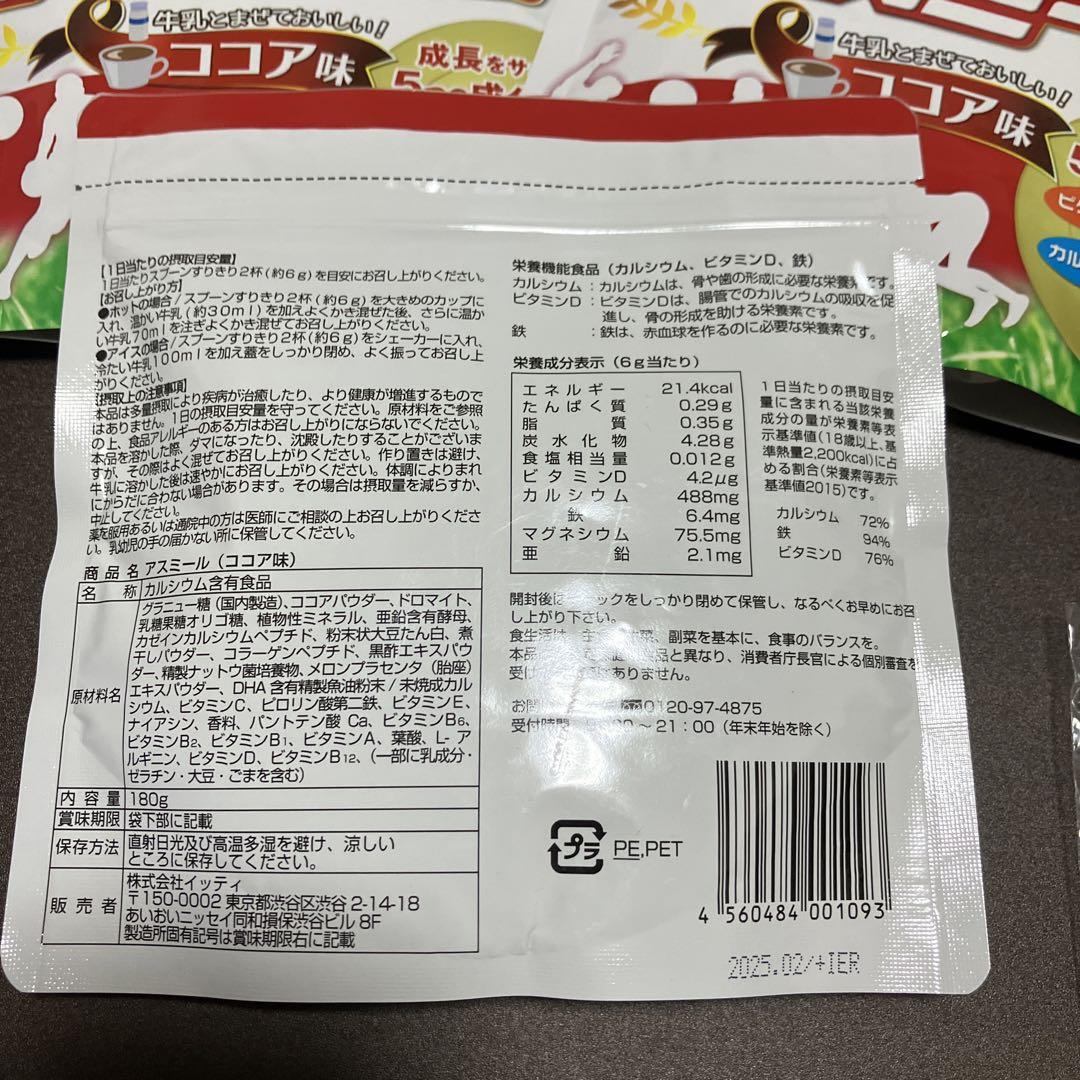 牛乳とまぜておいしい!
ココア味
成長をサ
牛乳とまぜておいしい!
ココア味
カル
【1日当たりの摂取目安量】
1日当たりスプーンすりきり2杯(約6g)を目安にお召し上がりください。
【お召し上がり方】
●ホットの場合/スプーンすりきり2杯(約6g)を大きめのカップに
入れ、温かい牛乳(約30ml)を加えよくかき混ぜた後、さらに温か
い牛乳70mlを注ぎよくかき混ぜてお召し上がりください。
●アイスの場合/スプーンすりきり2杯(約6g)をシェーカーに入れ、
冷たい牛乳100mlを加え蓋をしっかり閉め、よく振ってお召し上
がりください。
【摂取上の注意事項】
本品は多量摂取により疾病が治癒したり、より健康が増進するもので
はありません。1日の摂取目安量を守ってください。原材料をご参照
の上、食品アレルギーのある方はお召し上がりにならないでください。
本品を溶かした際、ダマになったり、沈殿したりすることがございま
すが、その際はよく混ぜてお召し上がりください。作り置きは避け、
牛乳に溶かした後は速やかにお召し上がりください。体調によりまれ
にからだに合わない場合があります。その場合は摂取量を減らすか、
中止してください。
薬を服用あるいは通院中の方は医師にご相談の上お召し上がりくださ
い。乳幼児の手の届かない所に保管してください。
商品名 アスミール(ココア味)
名称 カルシウム含有食品
原材料名 グラニュー糖(国内製造)、ココアパウダー、ドロマイト、
乳糖果糖オリゴ糖、植物性ミネラル、亜鉛含有酵母、
カゼインカルシウムペプチド、粉末状大豆たん白、煮
干しパウダー、コラーゲンペプチド、黒酢エキスパウ
ダー、精製ナットウ菌培養物、メロンプラセンタ(胎座)
エキスパウダー、DHA含有精製魚油粉末/未焼成カル
シウム、ビタミンC、ピロリン酸第二鉄、ビタミンE、
ナイアシン、香料、パントテン酸Ca、ビタミンB6、
ビタミンB2、ビタミンB1、ビタミンA、葉酸、L-ア
ルギニン、ビタミンD、ビタミンB12、(一部に乳成分・
ゼラチン・大豆・ごまを含む)
内容量 180g
賞味期限 袋下部に記載
保存方法 直射日光及び高温多湿を避け、涼しい
ところに保存してください。
販売者 株式会社イッティ
〒150-0002 東京都渋谷区渋谷2-14-18
あいおいニッセイ同和損保渋谷ビル 8F
製造所固有記号は賞味期限右に記載
栄養機能食品(カルシウム、ビタミンD、鉄)
カルシウム:カルシウムは、骨や歯の形成に必要な栄養素です。
ビタミンD:ビタミンDは、腸管でのカルシウムの吸収を促
進し、骨の形成を助ける栄養素です。
鉄:鉄は、赤血球を作るのに必要な栄養素です。
栄養成分表示(6g当たり)
エネルギー 21.4kcal
たんぱく質 0.29g
脂質 0.35g
炭水化物 4.28g
食塩相当量 0.012g
ビタミンD 4.2μg
カルシウム 488mg
鉄 6.4mg
マグネシウム 75.5mg
亜鉛 2.1mg
1日当たりの摂取目安
量に含まれる当該栄養
成分の量が栄養素等表
示基準値(18歳以上、基
準熱量2,200kcal)に占
める割合(栄養素等表示
基準値2015)です。
カルシウム 72%
鉄 94%
ビタミンD 76%
開封後は ックをしっかり閉めて保管し、なるべくお早めにお召
し上がり下さい。
食生活は、主 菜、副菜を基本に、食事のバランスを。
本品 品と異なり、消費者庁長官による個別審査を
受け ありません。
お問 0120-97-4875
受付時間 ~21:00(年末年始を除く)
プラ
PE,PET
4 560484 001093
2025.02/+IER